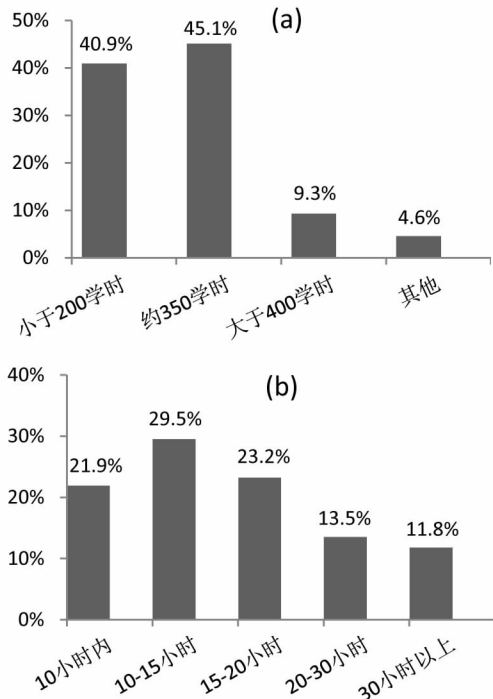 (a)
50%
40%
30%
20%
10%
0%
40.9%
45.1%
9.3%
4.6%
小于200学时
约350学时
大于400学时
其他
(b)
40%
30%
20%
10%
0%
21.9%
29.5%
23.2%
13.5%
11.8%
10小时内
10-15小时
15-20小时
20-30小时
30小时以上